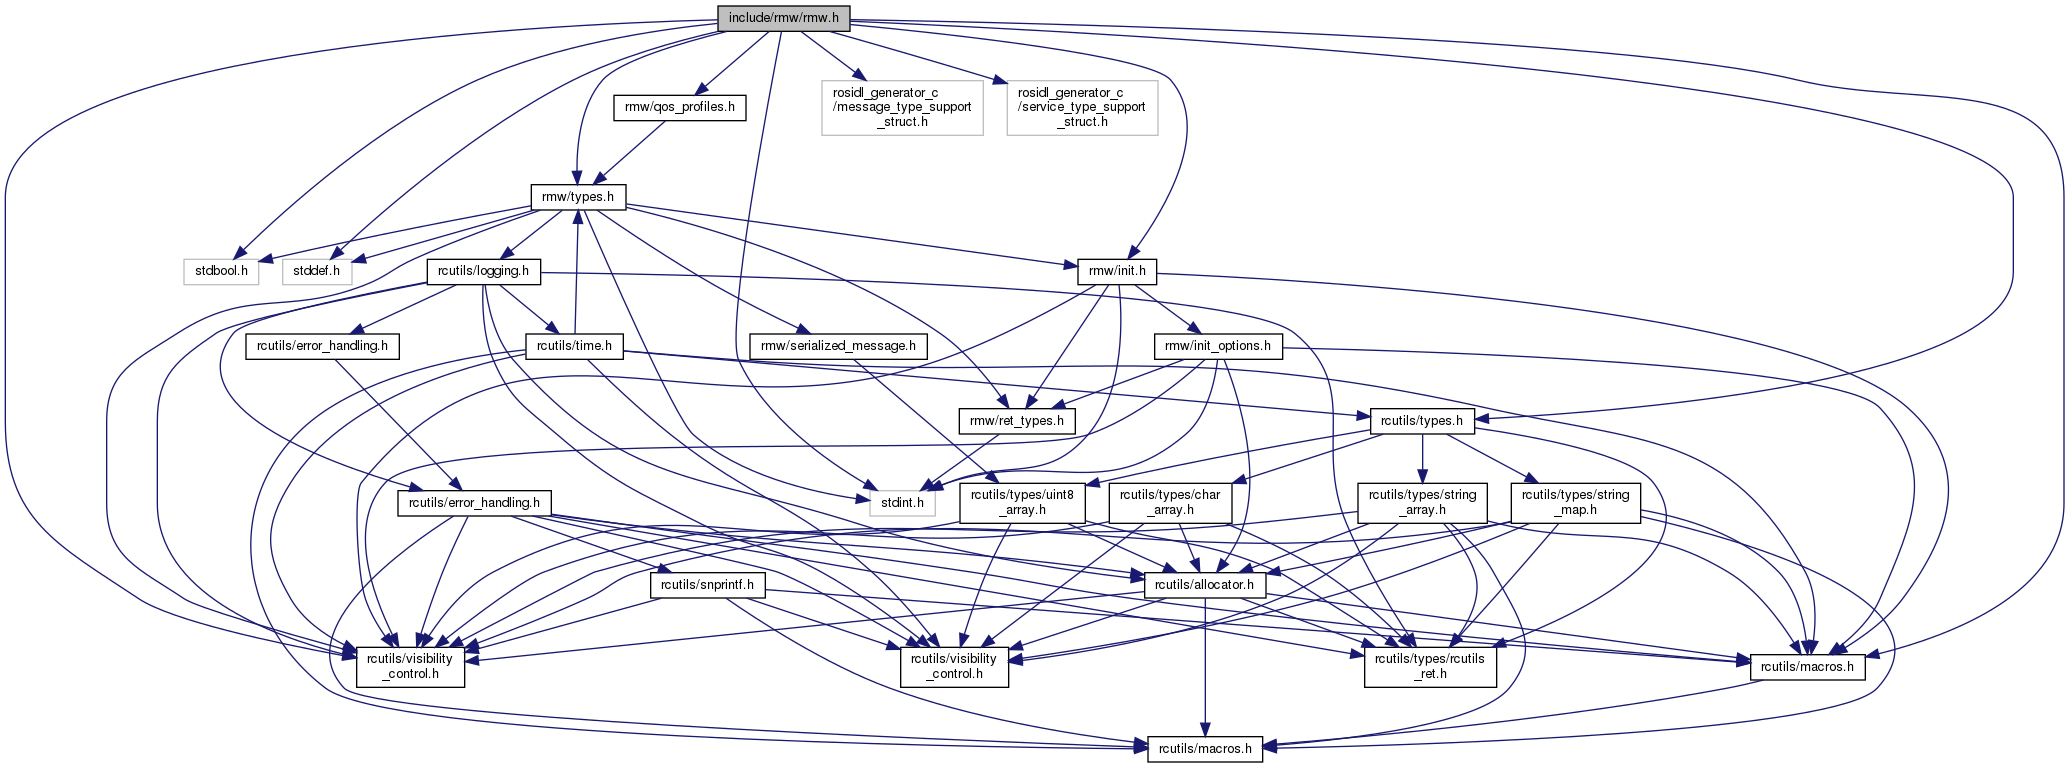 include/rmw/rmw.h
rmw/qos_profiles.h
rosidl_generator_c
/message_type_support
_struct.h
rosidl_generator_c
/service_type_support
_struct.h
rmw/types.h
stdbool.h
stddef.h
rcutils/logging.h
rmw/init.h
rcutils/error_handling.h
rcutils/time.h
rmw/serialized_message.h
rmw/init_options.h
rmw/ret_types.h
rcutils/types.h
rcutils/error_handling.h
stdint.h
rcutils/types/uint8
_array.h
rcutils/types/char
_array.h
rcutils/types/string
_array.h
rcutils/types/string
_map.h
rcutils/snprintf.h
rcutils/allocator.h
rcutils/visibility
_control.h
rcutils/visibility
_control.h
rcutils/types/rcutils
_ret.h
rcutils/macros.h
rcutils/macros.h